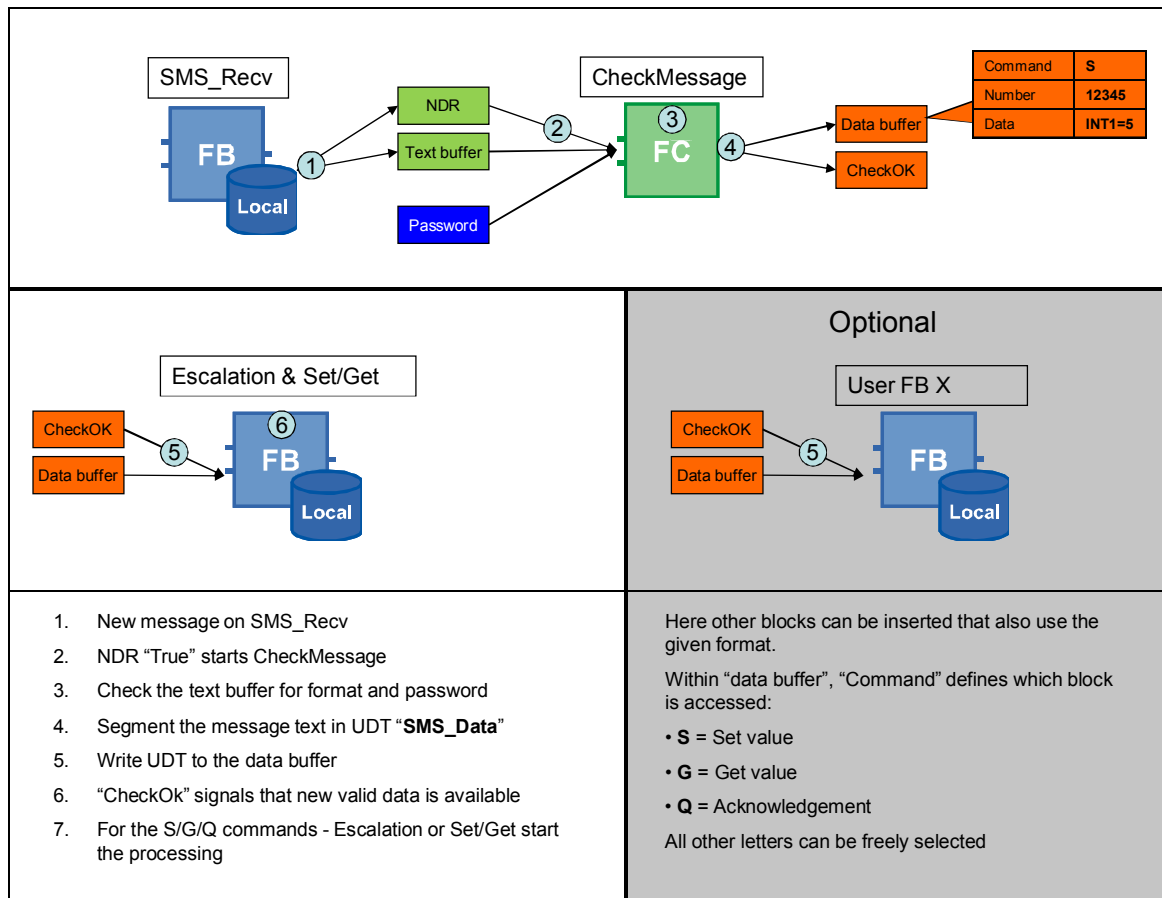 SMS_Recv
CheckMessage
Command S
Number 12345
Data INT1=5
NDR
2
3
FC
4
Data buffer
FB
1
Text buffer
CheckOK
Local
Password
Optional
Escalation & Set/Get
User FB X
CheckOK
5
Data buffer
6
FB
Local
CheckOK
5
Data buffer
FB
Local
1. New message on SMS_Recv
2. NDR “True” starts CheckMessage
3. Check the text buffer for format and password
4. Segment the message text in UDT “SMS_Data”
5. Write UDT to the data buffer
6. “CheckOk” signals that new valid data is available
7. For the S/G/Q commands - Escalation or Set/Get start
the processing
Here other blocks can be inserted that also use the
given format.
Within “data buffer”, “Command” defines which block
is accessed:
• S = Set value
• G = Get value
• Q = Acknowledgement
All other letters can be freely selected